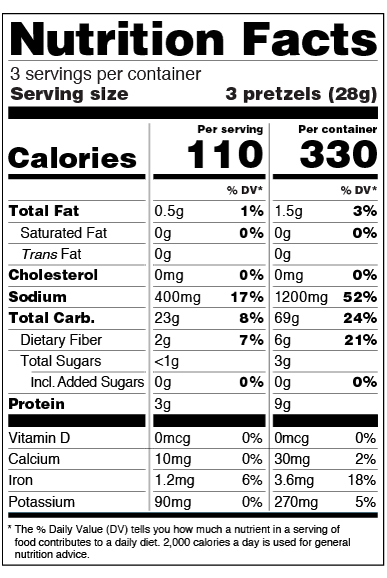 Nutrition Facts
3 servings per container
Serving size 3 pretzels (28g)
Per serving Per container
Calories 110 330
% DV* % DV*
Total Fat 0.5g 1% 1.5g 3%
Saturated Fat 0g 0% 0g 0%
Trans Fat 0g 0g
Cholesterol 0mg 0% 0mg 0%
Sodium 400mg 17% 1200mg 52%
Total Carb. 23g 8% 69g 24%
Dietary Fiber 2g 7% 6g 21%
Total Sugars <1g 3g
Incl. Added Sugars 0g 0% 0g 0%
Protein 3g 9g
Vitamin D 0mcg 0% 0mcg 0%
Calcium 10mg 0% 30mg 2%
Iron 1.2mg 6% 3.6mg 18%
Potassium 90mg 0% 270mg 5%
* The % Daily Value (DV) tells you how much a nutrient in a serving of
food contributes to a daily diet. 2,000 calories a day is used for general
nutrition advice.